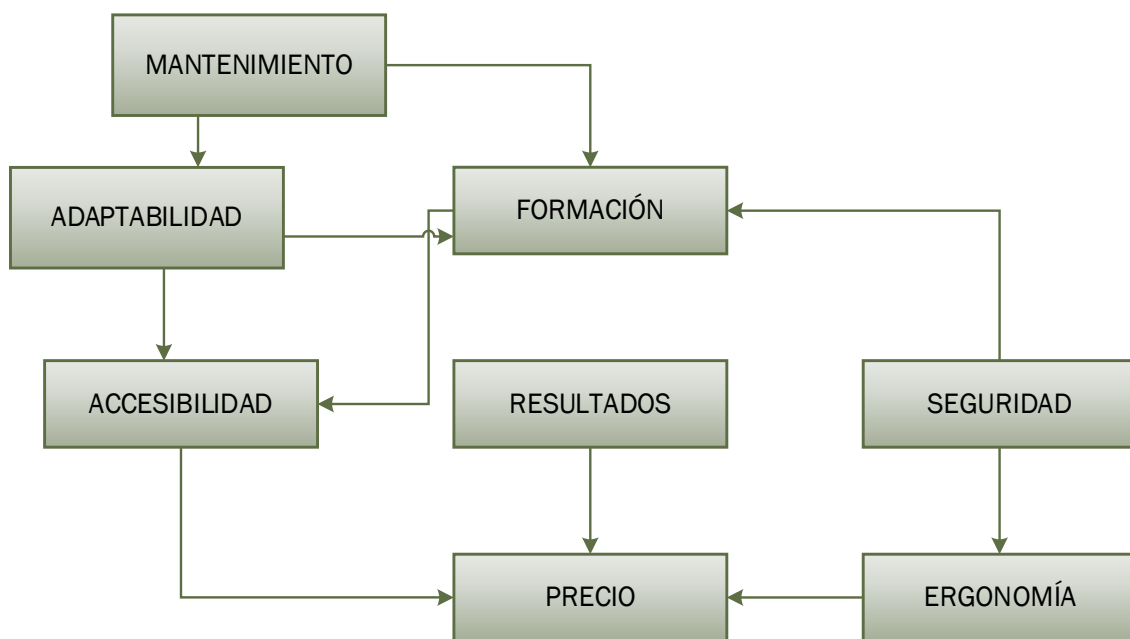 MANTENIMIENTO
ADAPTABILIDAD
FORMACIÓN
ACCESIBILIDAD
RESULTADOS
SEGURIDAD
PRECIO
ERGONOMÍA